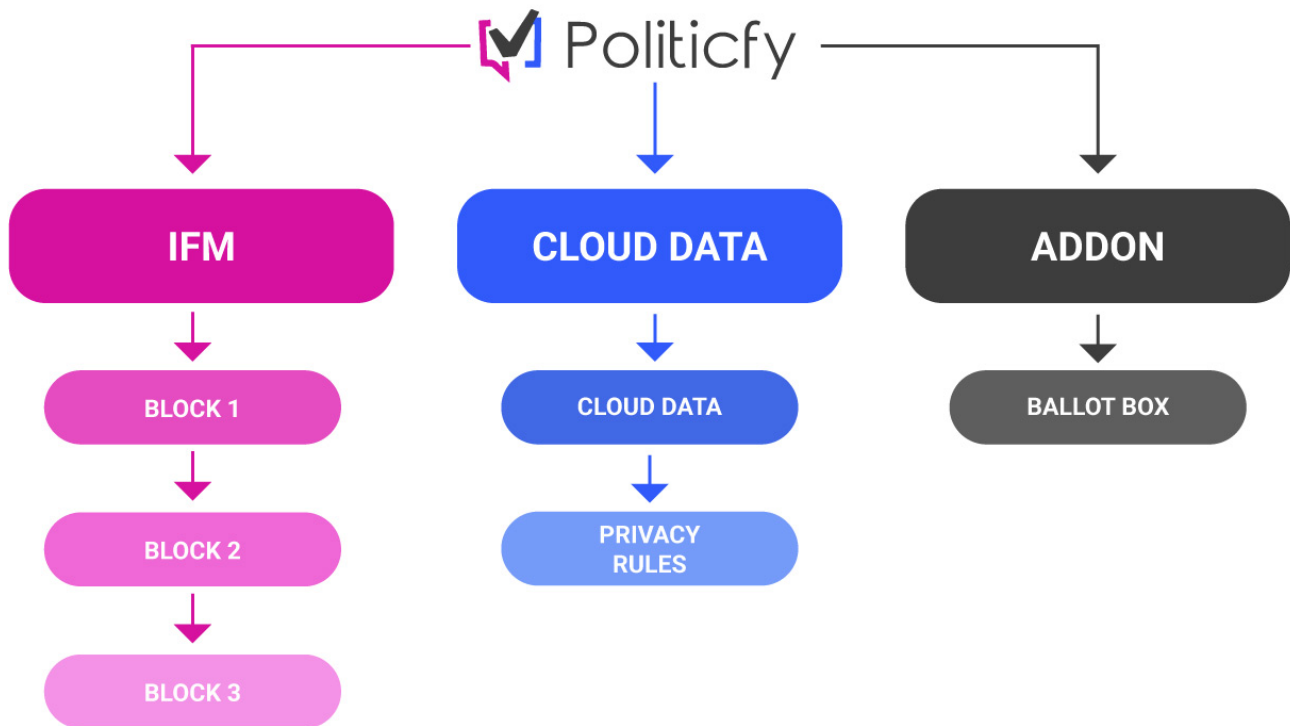 Politicfy
IFM
CLOUD DATA
ADDON
BLOCK 1
CLOUD DATA
BALLOT BOX
BLOCK 2
PRIVACY
RULES
BLOCK 3